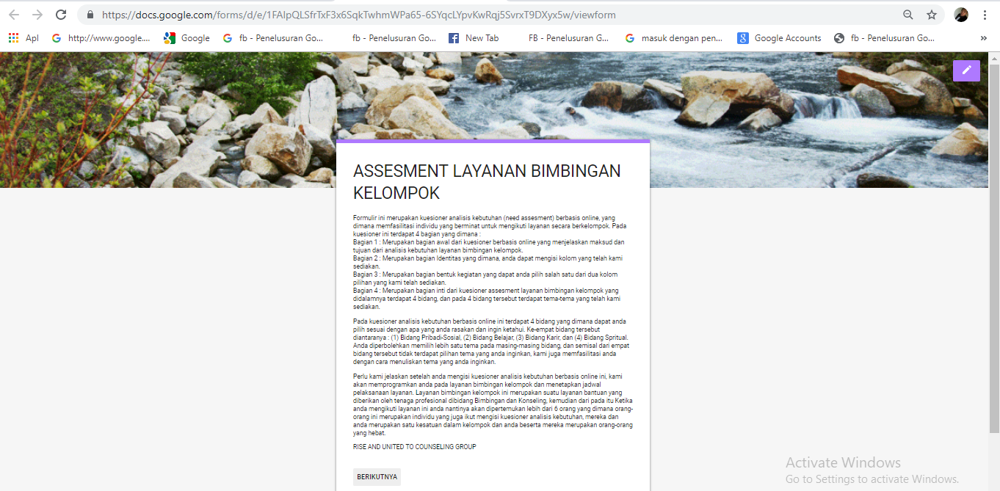 https://docs.google.com/forms/d/e/1FAIpQLSfrTxF3x6SqkTwhmWPa65-6SYqcLYpvKwRqj5SvrxT9DXyx5w/viewform
Apl http://www.google.... Google fb - Penelusuran Go... fb - Penelusuran Go... New Tab FB - Penelusuran G... masuk dengan pen... Google Accounts fb - Penelusuran Go... »
ASSESMENT LAYANAN BIMBINGAN
KELOMPOK
Formulir ini merupakan kuesioner analisis kebutuhan (need assesment) berbasis online, yang
dimana memfasilitasi individu yang berminat untuk mengikuti layanan secara berkelompok. Pada
kuesioner ini terdapat 4 bagian yang dimana :
Bagian 1 : Merupakan bagian awal dari kuesioner berbasis online yang menjelaskan maksud dan
tujuan dari analisis kebutuhan layanan bimbingan kelompok.
Bagian 2 : Merupakan bagian Identitas yang dimana, anda dapat mengisi kolom yang telah kami
sediakan.
Bagian 3 : Merupakan bagian bentuk kegiatan yang dapat anda pilih salah satu dari dua kolom
pilihan yang kami telah sediakan.
Bagian 4 : Merupakan bagian inti dari kuesioner assesment layanan bimbingan kelompok yang
didalamnya terdapat 4 bidang, dan pada 4 bidang tersebut terdapat tema-tema yang telah kami
sediakan.
Pada kuesioner analisis kebutuhan berbasis online ini terdapat 4 bidang yang dimana dapat anda
pilih sesuai dengan apa yang anda rasakan dan ingin ketahui. Ke-empat bidang tersebut
diantaranya : (1) Bidang Pribadi-Sosial, (2) Bidang Belajar, (3) Bidang Karir, dan (4) Bidang Spritual.
Anda diperbolehkan memilih lebih satu tema pada masing-masing bidang, dan semisal dari empat
bidang tersebut tidak terdapat pilihan tema yang anda inginkan, kami juga memfasilitasi anda
dengan cara menuliskan tema yang anda inginkan.
Perlu kami jelaskan setelah anda mengisi kuesioner analisis kebutuhan berbasis online ini, kami
akan memprogramkan anda pada layanan bimbingan kelompok dan menetapkan jadwal
pelaksanaan layanan. Layanan bimbingan kelompok ini merupakan suatu layanan bantuan yang
diberikan oleh tenaga profesional dibidang Bimbingan dan Konseling, kemudian dari pada itu Ketika
anda mengikuti layanan ini anda nantinya akan dipertemukan lebih dari 6 orang yang dimana orang-
orang ini merupakan individu yang juga ikut mengisi kuesioner analisis kebutuhan, mereka dan
anda merupakan satu kesatuan dalam kelompok dan anda beserta mereka merupakan orang-orang
yang hebat.
RISE AND UNITED TO COUNSELING GROUP
BERIKUTNYA
Activate Windows
Go to Settings to activate Windows.